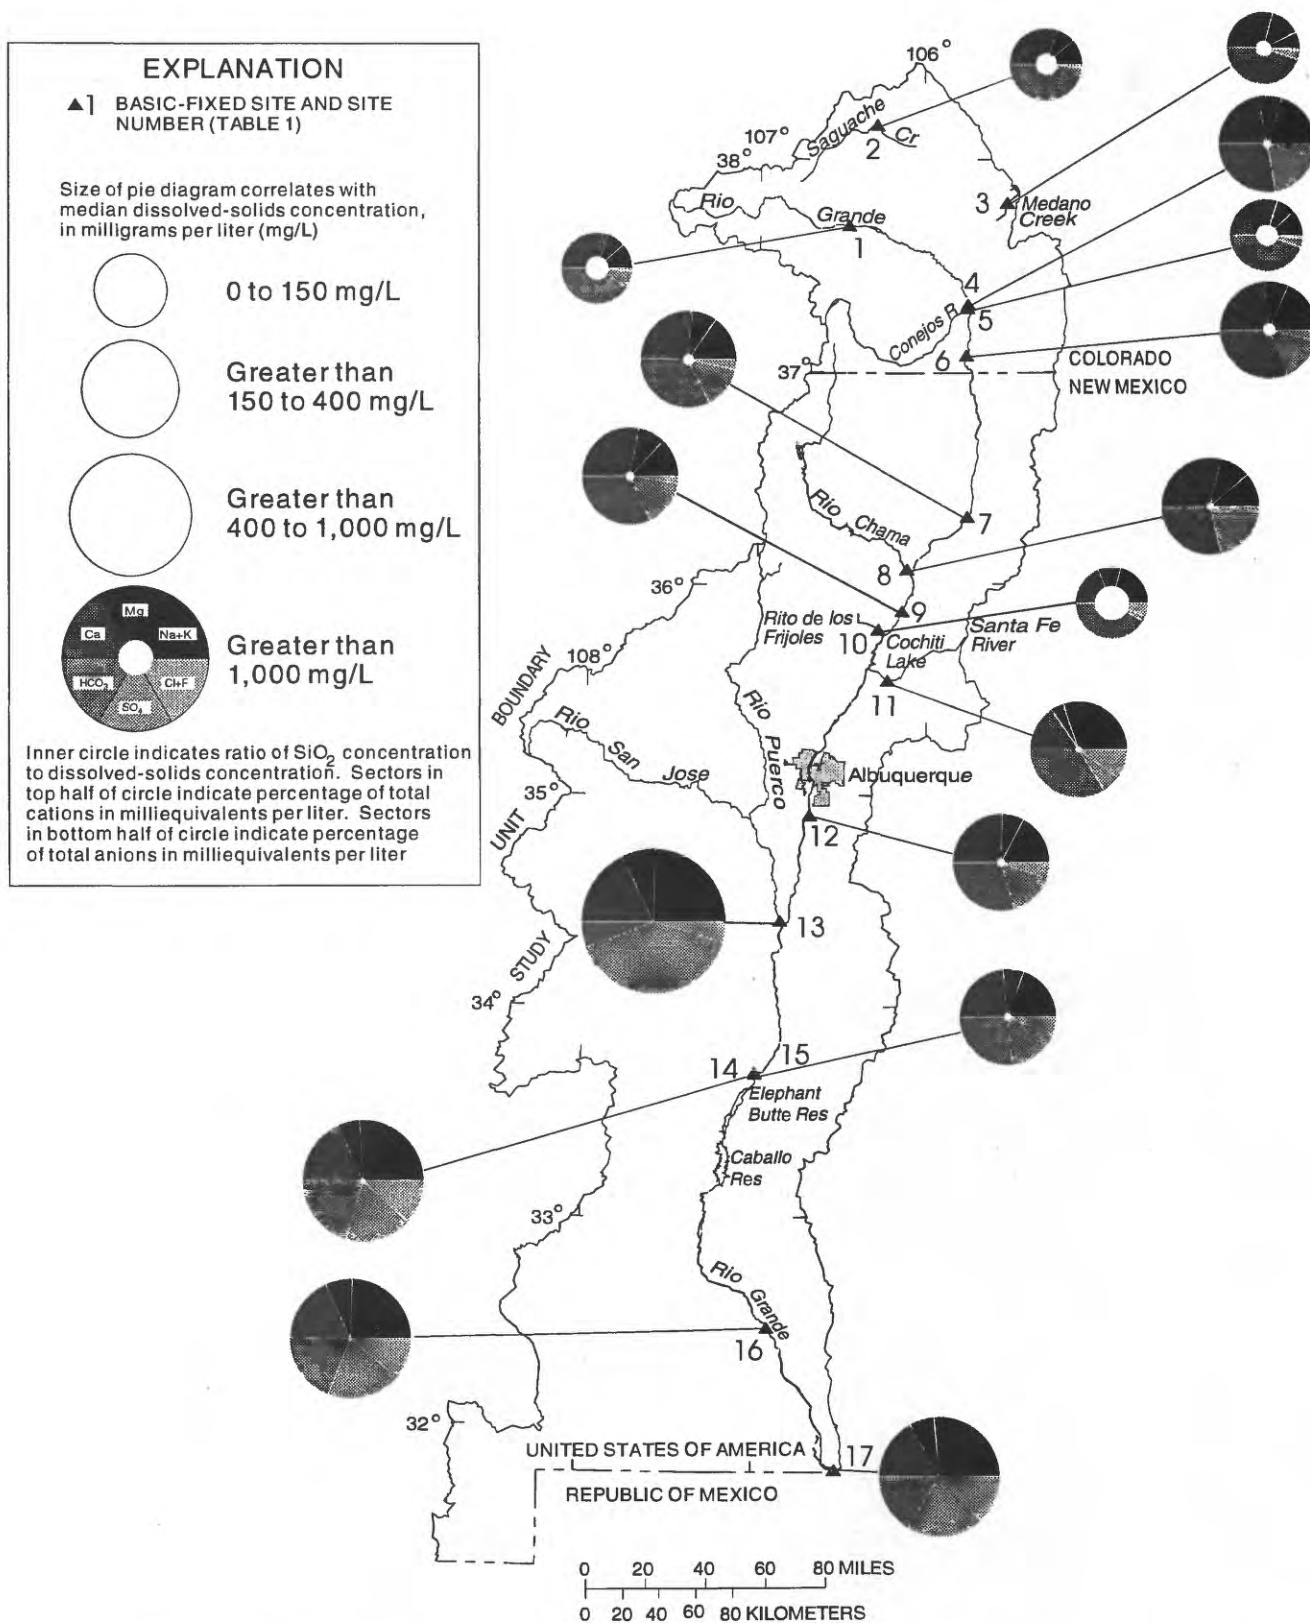 EXPLANATION
▲1 BASIC-FIXED SITE AND SITE
NUMBER (TABLE 1)
Size of pie diagram correlates with
median dissolved-solids concentration,
in milligrams per liter (mg/L)
0 to 150 mg/L
Greater than
150 to 400 mg/L
Greater than
400 to 1,000 mg/L
Mg
Ca
Na+K
HCO3
Cl+F
SO4
Greater than
1,000 mg/L
Inner circle indicates ratio of SiO2 concentration
to dissolved-solids concentration. Sectors in
top half of circle indicate percentage of total
cations in milliequivalents per liter. Sectors
in bottom half of circle indicate percentage
of total anions in milliequivalents per liter
106°
107°
38°
Saguache
Cr
2
Rio
Grande
1
3
Medano
Creek
4
5
Conejos R
6
37°
COLORADO
NEW MEXICO
Rio
Chama
7
8
36°
9
Rito de los
Frijoles
10
Cochiti
Lake
Santa Fe
River
11
108°
BOUNDARY
Rio
San
Jose
Rio
Puerco
Albuquerque
35°
UNIT
12
13
STUDY
34°
14
15
Elephant
Butte Res
Caballo
Res
33°
Rio
Grande
16
32°
UNITED STATES OF AMERICA
17
REPUBLIC OF MEXICO
0 20 40 60 80 MILES
0 20 40 60 80 KILOMETERS